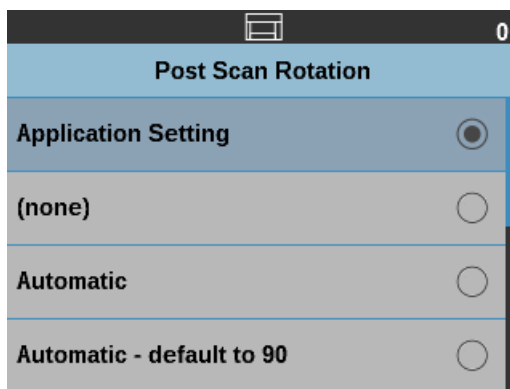 0
Post Scan Rotation
Application Setting
(none)
Automatic
Automatic - default to 90